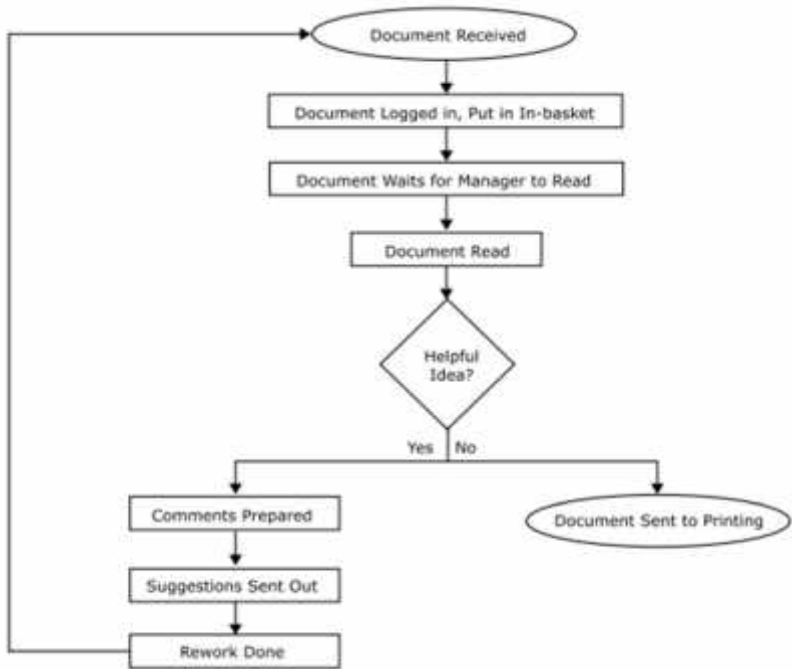 Document Received
Document Logged in, Put in In-basket
Document Waits for Manager to Read
Document Read
Helpful
Idea?
Yes
No
Comments Prepared
Document Sent to Printing
Suggestions Sent Out
Rework Done